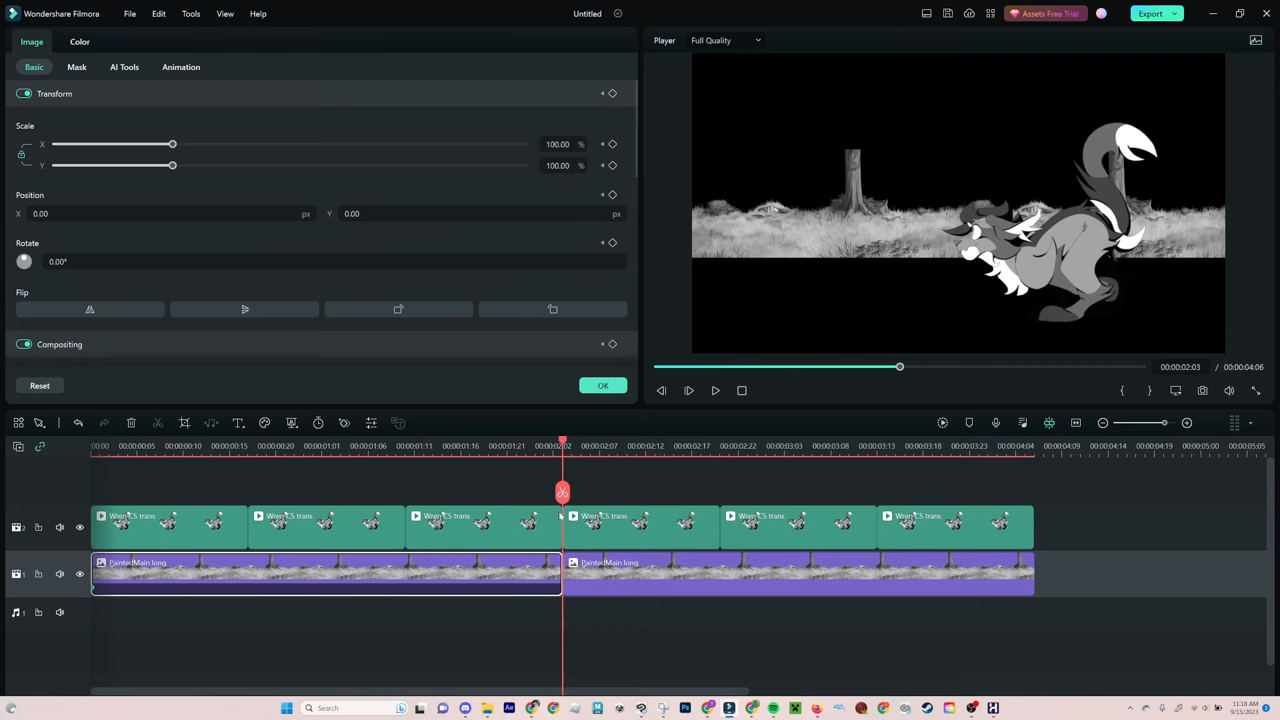 Wondershare Filmora File Edit Tools View Help Untitled Assets Free Trial Export
Image Color
Player Full Quality
Basic Mask AI Tools Animation
Transform
Scale
X 100.00 %
Y 100.00 %
Position
X 0.00 px Y 0.00 px
Rotate
0.00°
Flip
Compositing
Reset OK
00:00:02:03 / 00:00:04:06
:00:00 00:00:00:05 00:00:00:10 00:00:00:15 00:00:00:20 00:00:01:01 00:00:01:06 00:00:01:11 00:00:01:16 00:00:01:21 00:00:02:02 00:00:02:07 00:00:02:12 00:00:02:17 00:00:02:22 00:00:03:03 00:00:03:08 00:00:03:13 00:00:03:18 00:00:03:23 00:00:04:04 00:00:04:09 00:00:04:14 00:00:04:19 00:00:05:00 00:00:05:05
Wren CS trans Wren CS trans Wren CS trans Wren CS trans Wren CS trans Wren CS trans
2
PaintedMain long PaintedMain long
1
1
Search
11:18 AM
9/15/2023